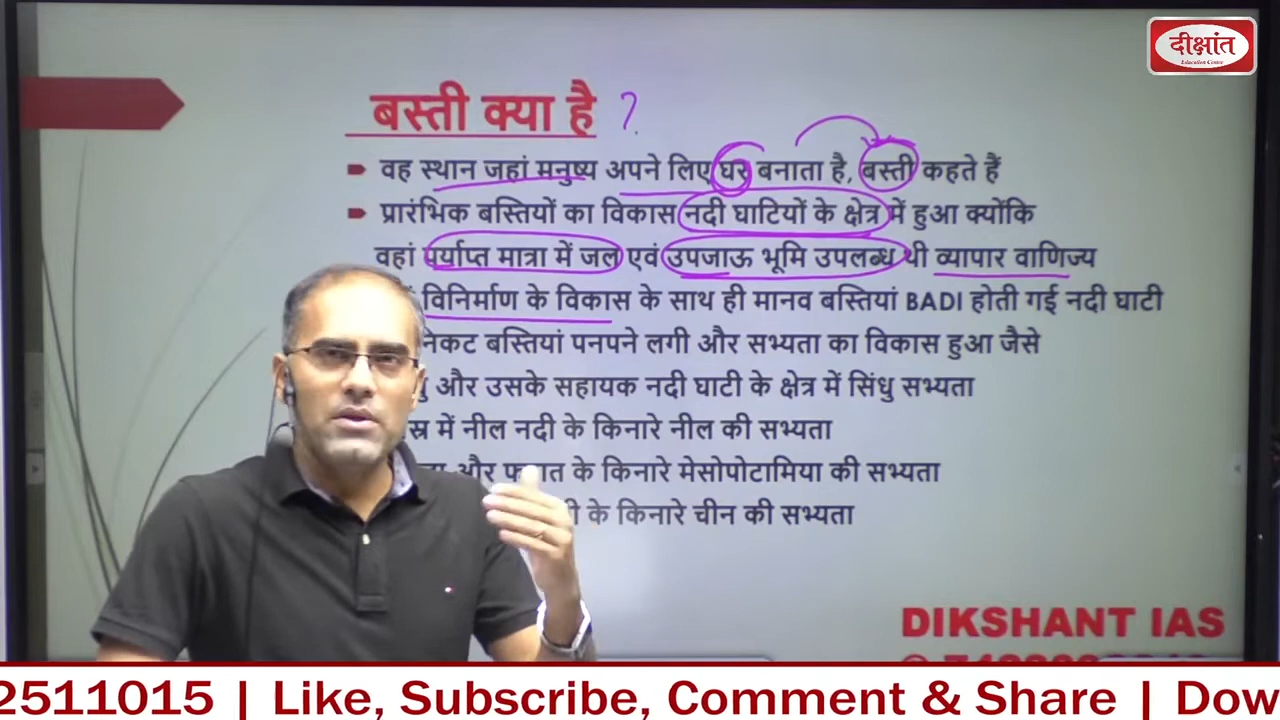 दीक्षांत
Education Centre
बस्ती क्या है ?
वह स्थान जहां मनुष्य अपने लिए घर बनाता है, बस्ती कहते हैं
प्रारंभिक बस्तियों का विकास नदी घाटियों के क्षेत्र में हुआ क्योंकि
वहां पर्याप्त मात्रा में जल एवं उपजाऊ भूमि उपलब्ध थी व्यापार वाणिज्य
विनिर्माण के विकास के साथ ही मानव बस्तियां BADI होती गई नदी घाटी
बस्तियां पनपने लगी और सभ्यता का विकास हुआ जैसे
और उसके सहायक नदी घाटी के क्षेत्र में सिंधु सभ्यता
में नील नदी के किनारे नील की सभ्यता
और के किनारे मेसोपोटामिया की सभ्यता
के किनारे चीन की सभ्यता
DIKSHANT IAS
2511015 | Like, Subscribe, Comment & Share | Dow